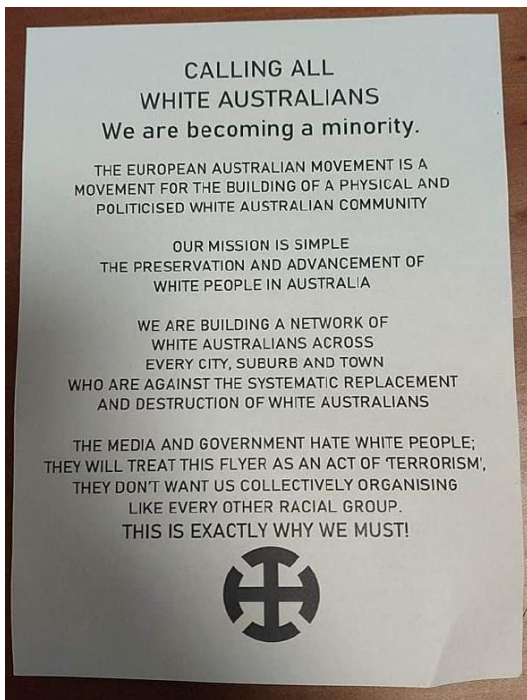 CALLING ALL
WHITE AUSTRALIANS
We are becoming a minority.
THE EUROPEAN AUSTRALIAN MOVEMENT IS A
MOVEMENT FOR THE BUILDING OF A PHYSICAL AND
POLITICISED WHITE AUSTRALIAN COMMUNITY
OUR MISSION IS SIMPLE
THE PRESERVATION AND ADVANCEMENT OF
WHITE PEOPLE IN AUSTRALIA
WE ARE BUILDING A NETWORK OF
WHITE AUSTRALIANS ACROSS
EVERY CITY, SUBURB AND TOWN
WHO ARE AGAINST THE SYSTEMATIC REPLACEMENT
AND DESTRUCTION OF WHITE AUSTRALIANS
THE MEDIA AND GOVERNMENT HATE WHITE PEOPLE;
THEY WILL TREAT THIS FLYER AS AN ACT OF 'TERRORISM',
THEY DON'T WANT US COLLECTIVELY ORGANISING
LIKE EVERY OTHER RACIAL GROUP.
THIS IS EXACTLY WHY WE MUST!